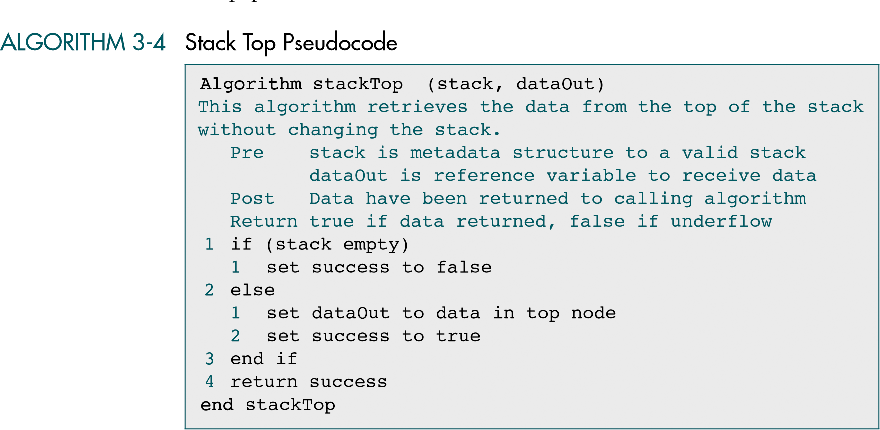 ALGORITHM 3-4 Stack Top Pseudocode
Algorithm stackTop (stack, dataOut)
This algorithm retrieves the data from the top of the stack
without changing the stack.
Pre stack is metadata structure to a valid stack
dataOut is reference variable to receive data
Post Data have been returned to calling algorithm
Return true if data returned, false if underflow
1 if (stack empty)
1 set success to false
2 else
1 set dataOut to data in top node
2 set success to true
3 end if
4 return success
end stackTop